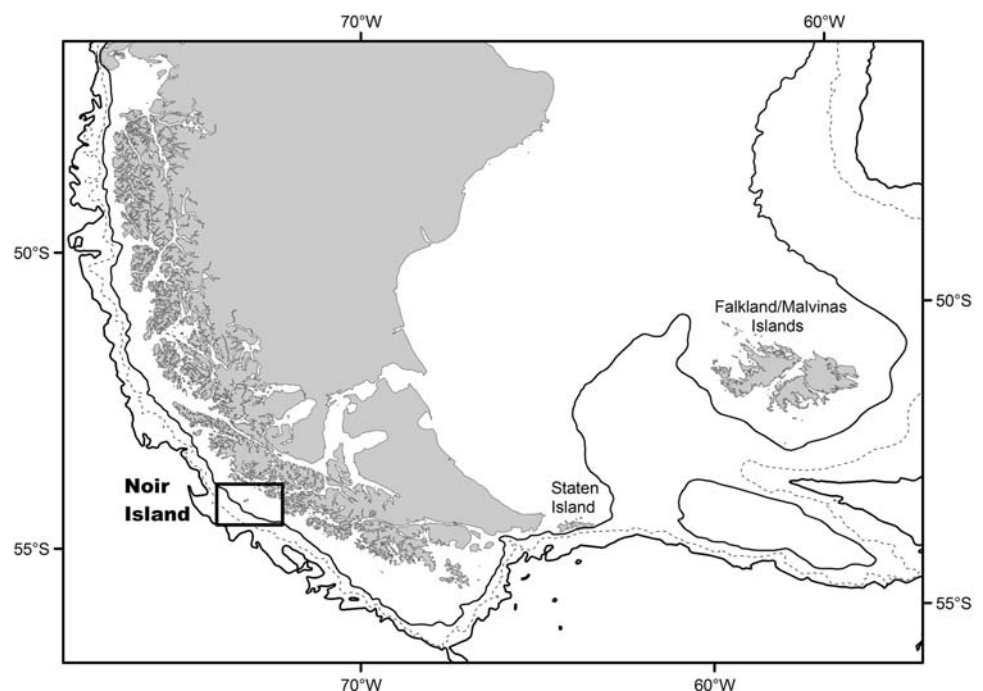 70°W
60°W
50°S
50°S
Falkland/Malvinas
Islands
Noir
Island
Staten
Island
55°S
55°S
70°W
60°W